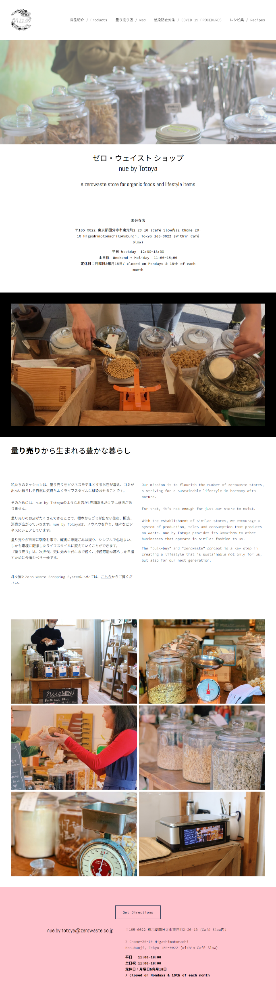 nue
商品紹介 / Products
量り売り店 / Map
感染防止対策 / COVID-19 PROCEDURES
レシピ集 / Recipes
ゼロ・ウェイスト ショップ
nue by Totoya
A zerowaste store for organic foods and lifestyle items
国分寺店
〒185-0022 東京都国分寺市東元町2-20-10 (Café Slow内)2 Chome-20-
10 HigashimotomachiKokubunji, Tokyo 185-0022 (within Café
Slow)
平日 Weekday  12:00-18:00
土日祝  Weekend + Holiday  11:00-18;00
定休日：月曜日&毎月18日/ closed on Mondays & 18th of each
month
量り売りから生まれる豊かな暮らし
私たちのミッションは、量り売りをビジネスモデルとするお店が増え、ゴミが
出ない暮らしを自然に気持ちよくライフスタイルに馴染ませることです。
そのためには、nue by Totoyaのようなお店が1店舗あるだけでは意味があ
りません。
量り売りのお店がたくさんできることで、根本からゴミが出ない生産、販売、
消費が広がっていきます。nue by Totoyaは、ノウハウを作り、様々なビジ
ネスにシェアしています。
量り売りが日常に馴染む事で、確実に家庭ごみは減り、シンプルで心地よい、
しかも環境に配慮したライフスタイルに変えていくことができます。
『量り売り』は、次世代、更に先の世代にまで続く、持続可能な暮らしを目指
すために今進むべき一歩です。
斗々屋とZero Waste Shopping Systemについては、こちらからご覧くだ
さい。
Our mission is to flourish the number of zerowaste stores,
s striving for a sustainable lifestyle in harmony with
nature.
For that, it’s not enough for just our store to exist.
With the establishment of similar stores, we encourage a
system of production, sales and consumption that produces
no waste. nue by Totoya provides its know-how to other
businesses that operate in similar fashion to us.
The “bulk-buy” and “zerowaste” concept is a key step in
creating a lifestyle that is sustainable not only for us,
but also for our next generation.
nue MENU
Pasta Nuts
Get Directions
nue.by.totoya@zerowaste.co.jp
〒185-0022 東京都国分寺市東元町2-20-10 (Café Slow内)
2 Chome-20-10 Higashimotomachi
Kokubunji, Tokyo 185-0022 (within Café Slow)
平日  11:00-18:00
土日祝 11:00-18:00
定休日：月曜日&毎月18日
/ closed on Mondays & 18th of each month